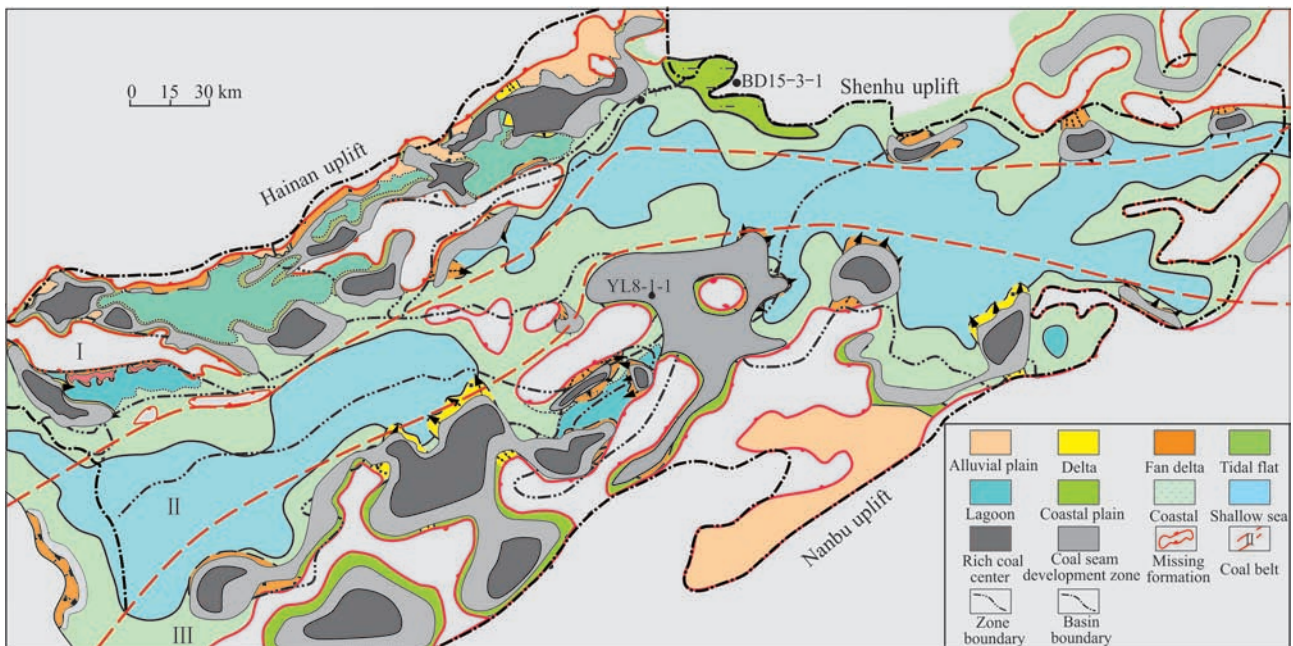 0 15 30 km
BD15-3-1
Shenhu uplift
Hainan uplift
YL8-1-1
I
II
III
Nanbu uplift
Alluvial plain
Delta
Fan delta
Tidal flat
Lagoon
Coastal plain
Coastal
Shallow sea
Rich coal
center
Coal seam
development zone
Missing
formation
II
Coal belt
Zone
boundary
Basin
boundary